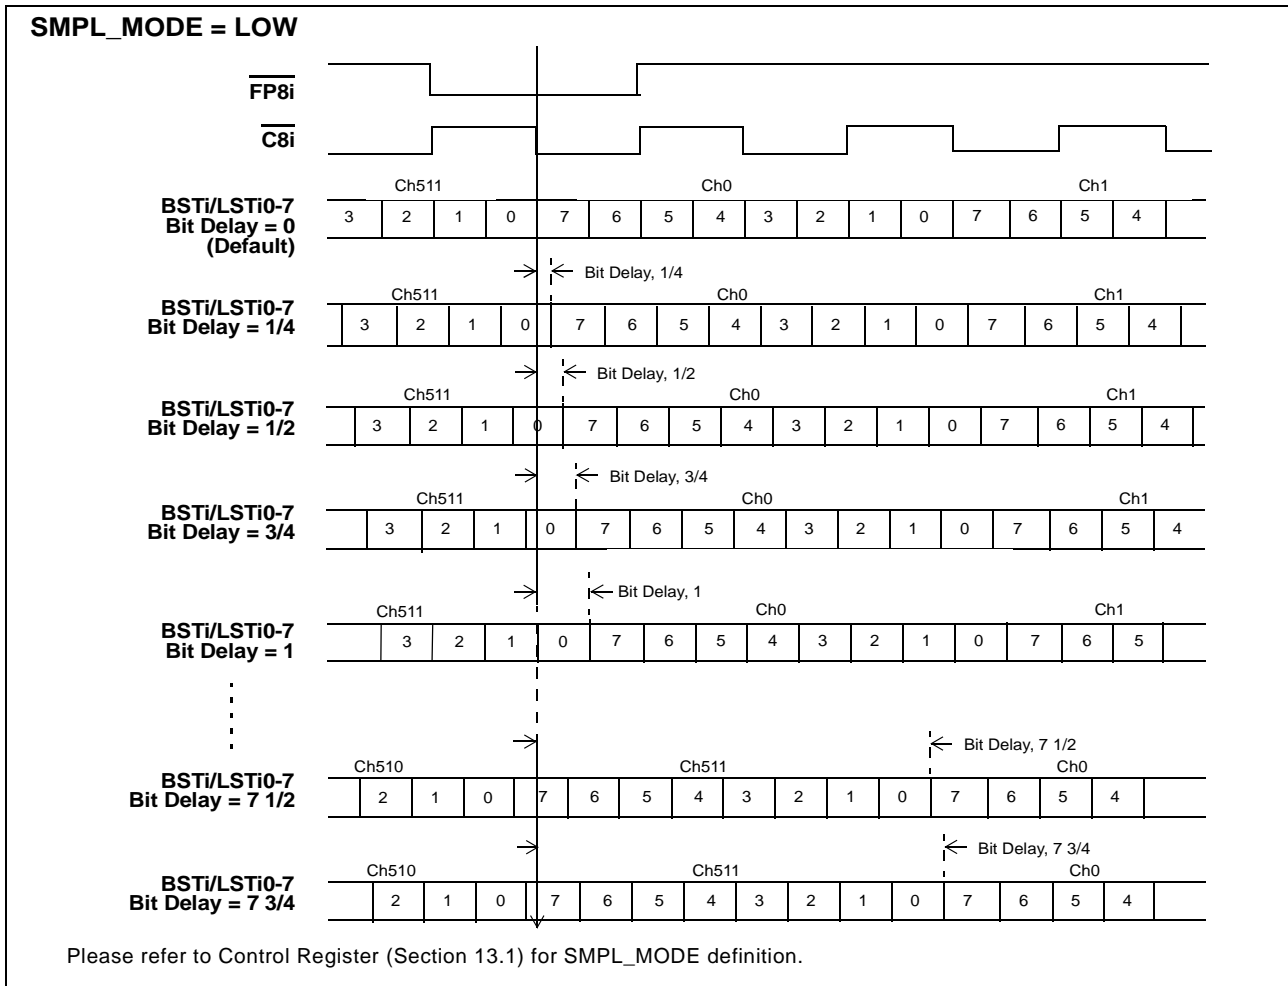 SMPL_MODE = LOW
FP8i
C8i
Ch511 Ch0 Ch1
BSTi/LSTi0-7
Bit Delay = 0
(Default)
3 2 1 0 7 6 5 4 3 2 1 0 7 6 5 4
Bit Delay, 1/4
Ch511 Ch0 Ch1
BSTi/LSTi0-7
Bit Delay = 1/4
3 2 1 0 7 6 5 4 3 2 1 0 7 6 5 4
Bit Delay, 1/2
Ch511 Ch0 Ch1
BSTi/LSTi0-7
Bit Delay = 1/2
3 2 1 0 7 6 5 4 3 2 1 0 7 6 5 4
Bit Delay, 3/4
Ch511 Ch0 Ch1
BSTi/LSTi0-7
Bit Delay = 3/4
3 2 1 0 7 6 5 4 3 2 1 0 7 6 5 4
Bit Delay, 1
Ch511 Ch0 Ch1
BSTi/LSTi0-7
Bit Delay = 1
3 2 1 0 7 6 5 4 3 2 1 0 7 6 5
Bit Delay, 7 1/2
Ch510 Ch511 Ch0
BSTi/LSTi0-7
Bit Delay = 7 1/2
2 1 0 7 6 5 4 3 2 1 0 7 6 5 4
Bit Delay, 7 3/4
Ch510 Ch511 Ch0
BSTi/LSTi0-7
Bit Delay = 7 3/4
2 1 0 7 6 5 4 3 2 1 0 7 6 5 4
Please refer to Control Register (Section 13.1) for SMPL_MODE definition.